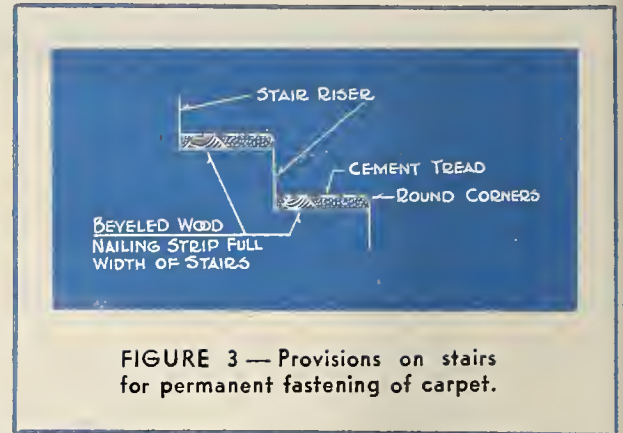 STAIR RISER
CEMENT TREAD
ROUND CORNERS
BEVELED WOOD
NAILING STRIP FULL
WIDTH OF STAIRS
FIGURE 3 — Provisions on stairs
for permanent fastening of carpet.